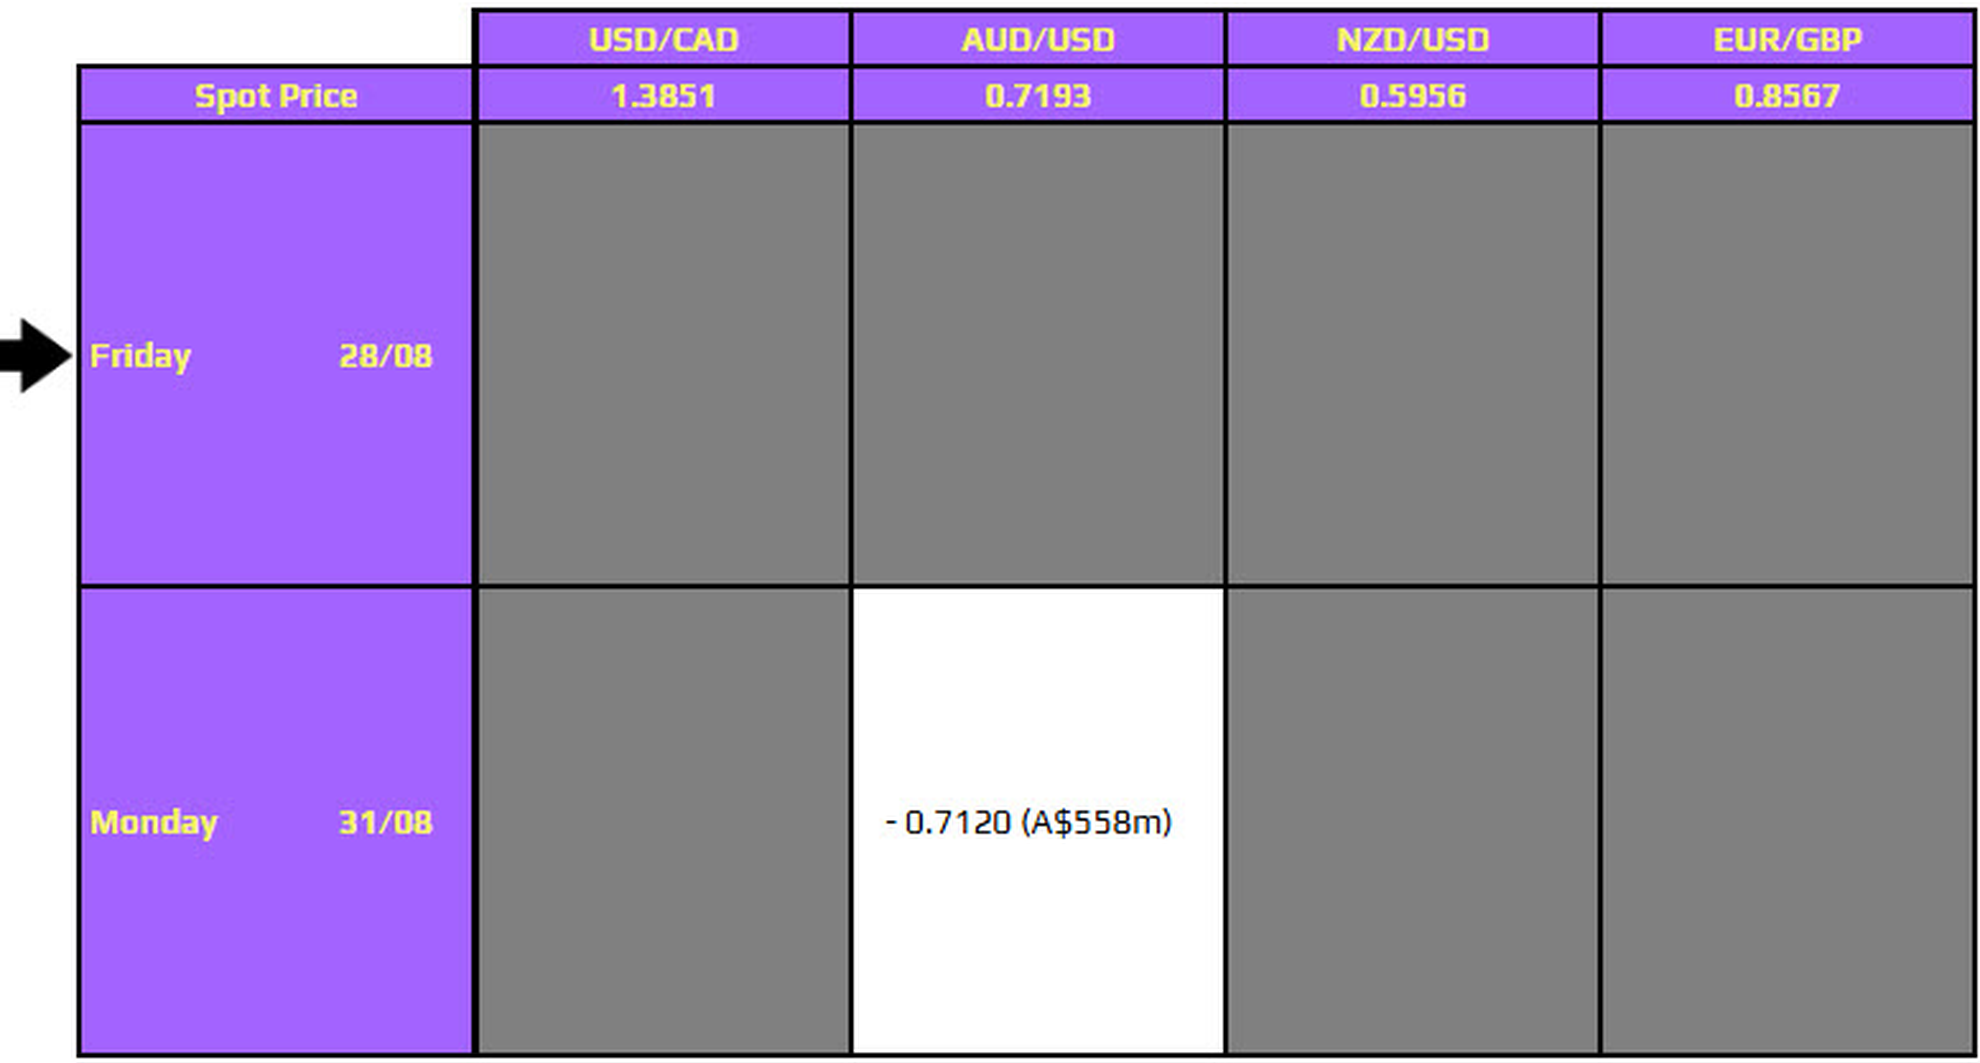 USD/CAD AUD/USD NZD/USD EUR/GBP
Spot Price 1.3851 0.7193 0.5956 0.8567
Friday 28/08
Monday 31/08 - 0.7120 (A$558m)